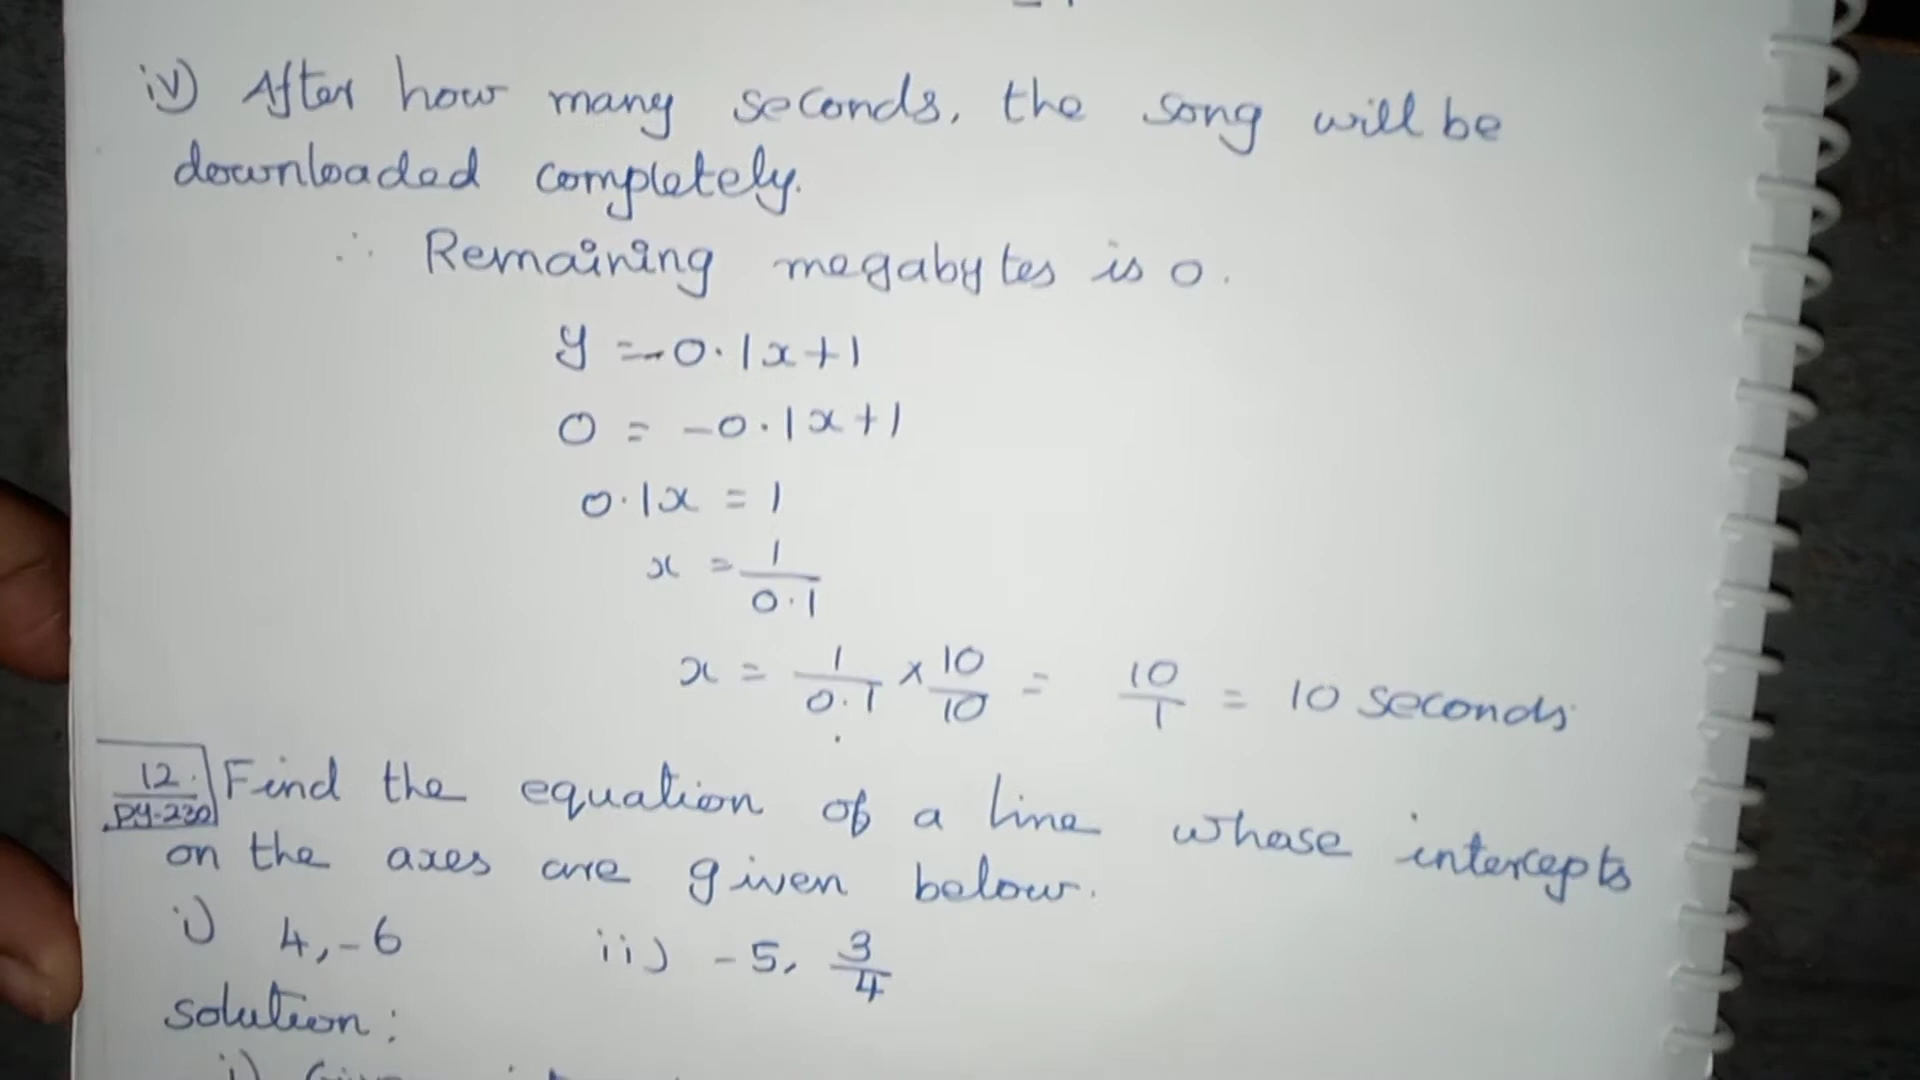 iv) After how many seconds, the song will be
downloaded completely.
∴ Remaining megabytes is 0.
y = -0.1x+1
0 = -0.1x+1
0.1x = 1
x = 1/0.1
x = 1/0.1 × 10/10 = 10/1 = 10 seconds
12. Find the equation of a line whose intercepts
Pg-230
on the axes are given below.
i) 4, -6 ii) -5, 3/4
solution:
i)